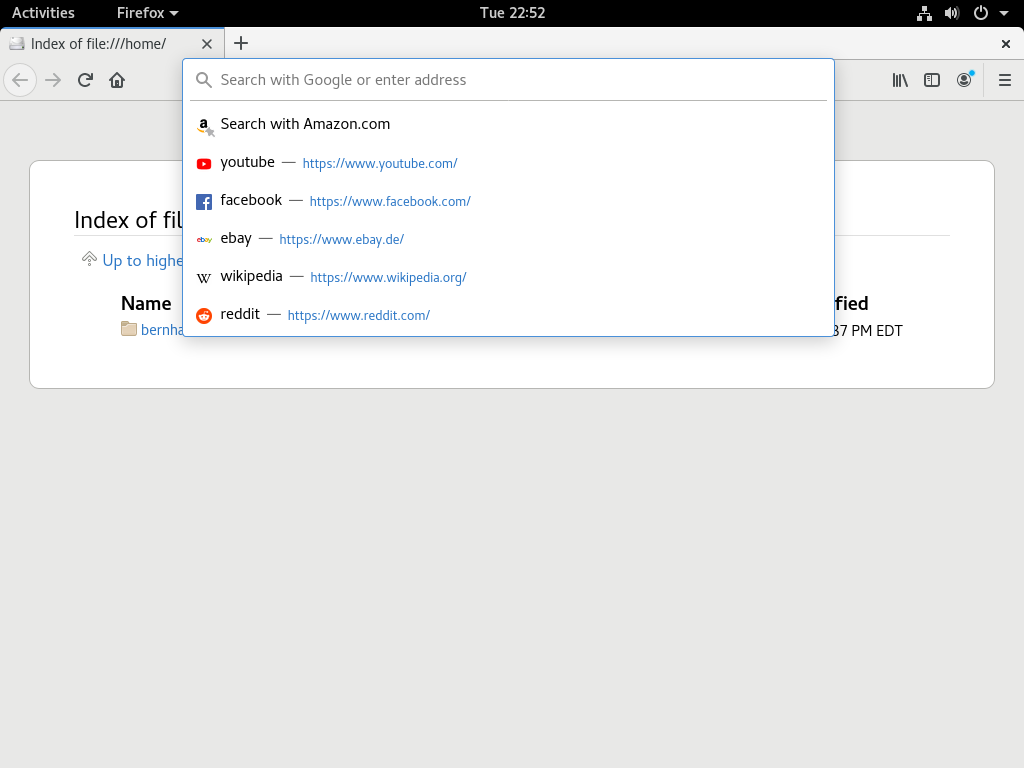 Activities Firefox Tue 22:52
Index of file:///home/
Search with Google or enter address
a Search with Amazon.com
youtube — https://www.youtube.com/
facebook — https://www.facebook.com/
ebay ebay — https://www.ebay.de/
W wikipedia — https://www.wikipedia.org/
reddit — https://www.reddit.com/
Index of fil
Up to highe
Name fied
bernha 37 PM EDT